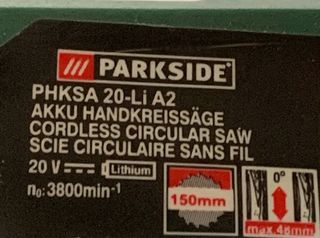 /// PARKSIDE®
PHKSA 20-Li A2
AKKU HANDKREISSÄGE
CORDLESS CIRCULAR SAW
SCIE CIRCULAIRE SANS FIL
20 V ⎓ Lithium
n₀: 3800min⁻¹
150mm
0°
max.48mm